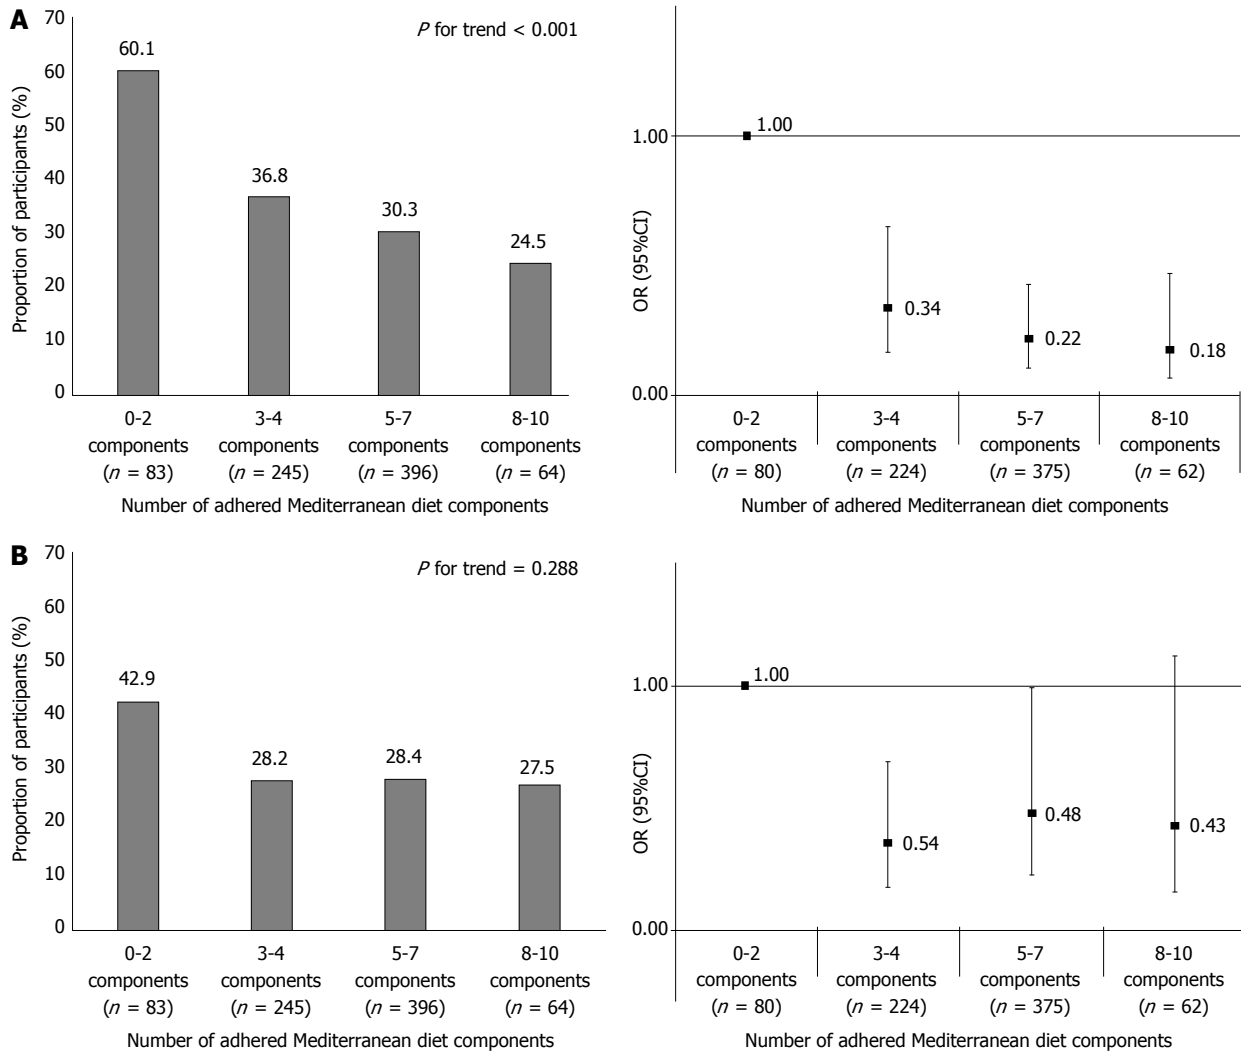 A
P for trend < 0.001
Proportion of participants (%)
70
60
50
40
30
20
10
0
60.1
36.8
30.3
24.5
0-2 components (n = 83)
3-4 components (n = 245)
5-7 components (n = 396)
8-10 components (n = 64)
Number of adhered Mediterranean diet components
OR (95%CI)
1.00
0.00
1.00
0.34
0.22
0.18
0-2 components (n = 80)
3-4 components (n = 224)
5-7 components (n = 375)
8-10 components (n = 62)
Number of adhered Mediterranean diet components
B
P for trend = 0.288
Proportion of participants (%)
70
60
50
40
30
20
10
0
42.9
28.2
28.4
27.5
0-2 components (n = 83)
3-4 components (n = 245)
5-7 components (n = 396)
8-10 components (n = 64)
Number of adhered Mediterranean diet components
OR (95%CI)
1.00
0.00
1.00
0.54
0.48
0.43
0-2 components (n = 80)
3-4 components (n = 224)
5-7 components (n = 375)
8-10 components (n = 62)
Number of adhered Mediterranean diet components